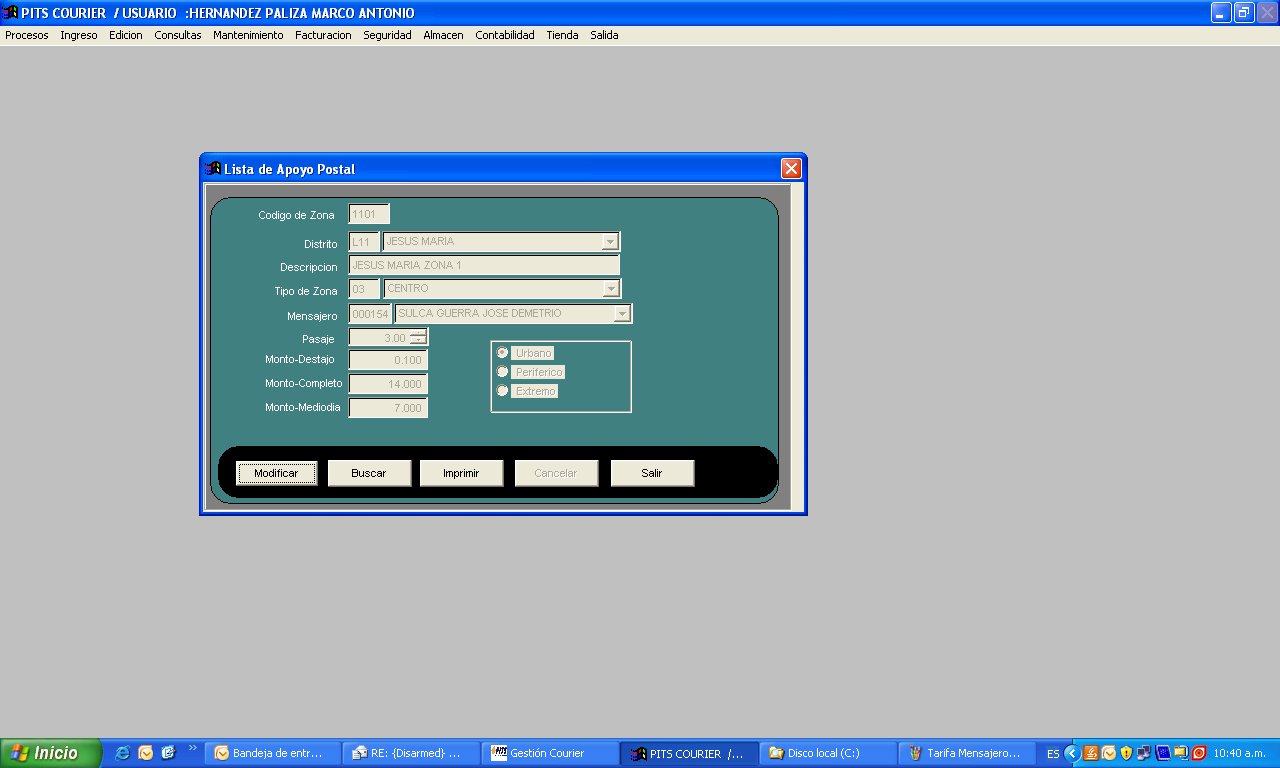 PITS COURIER / USUARIO :HERNANDEZ PALIZA MARCO ANTONIO
Procesos Ingreso Edicion Consultas Mantenimiento Facturacion Seguridad Almacen Contabilidad Tienda Salida
Lista de Apoyo Postal
Codigo de Zona 1101
Distrito L11 JESUS MARIA
Descripcion JESUS MARIA ZONA 1
Tipo de Zona 03 CENTRO
Mensajero 000154 SULCA GUERRA JOSE DEMETRIO
Pasaje 3.00
Monto-Destajo 0.100
Monto-Completo 14.000
Monto-Mediodia 7.000
Urbano
Periferico
Extremo
Modificar Buscar Imprimir Cancelar Salir
Inicio » Bandeja de entr... RE: {Disarmed} ... Gestión Courier PITS COURIER /... Disco local (C:) Tarifa Mensajero... ES 10:40 a.m.